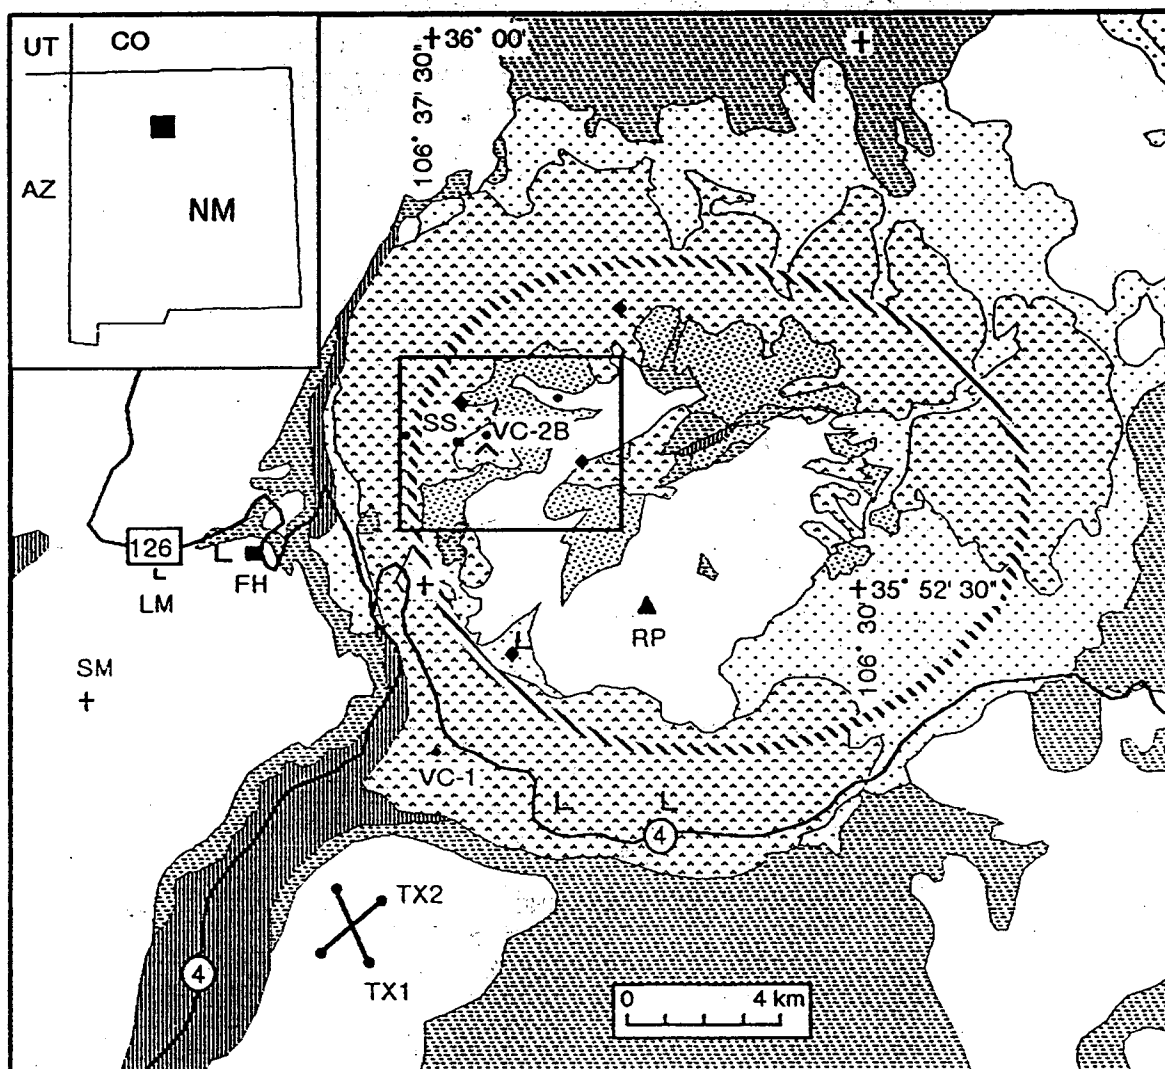 UT
CO
AZ
NM
+36° 00'
106° 37' 30"
SS
VC-2B
126
LM
FH
+35° 52' 30"
106° 30'
RP
SM
VC-1
4
TX2
TX1
4
0 4 km